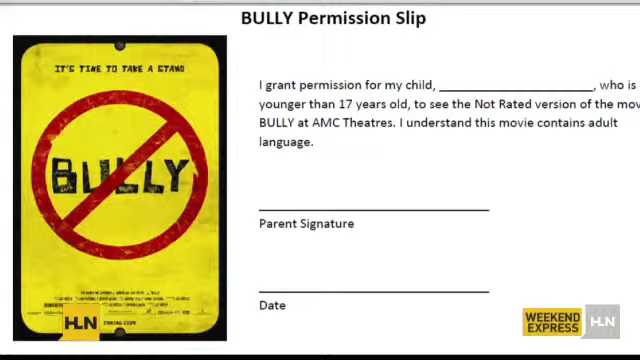 BULLY Permission Slip
IT'S TIME TO TAKE A STAND
BULLY
COMING SOON
HLN
I grant permission for my child, ______________________, who is
younger than 17 years old, to see the Not Rated version of the mov
BULLY at AMC Theatres. I understand this movie contains adult
language.
Parent Signature
Date
WEEKEND
EXPRESS
HLN